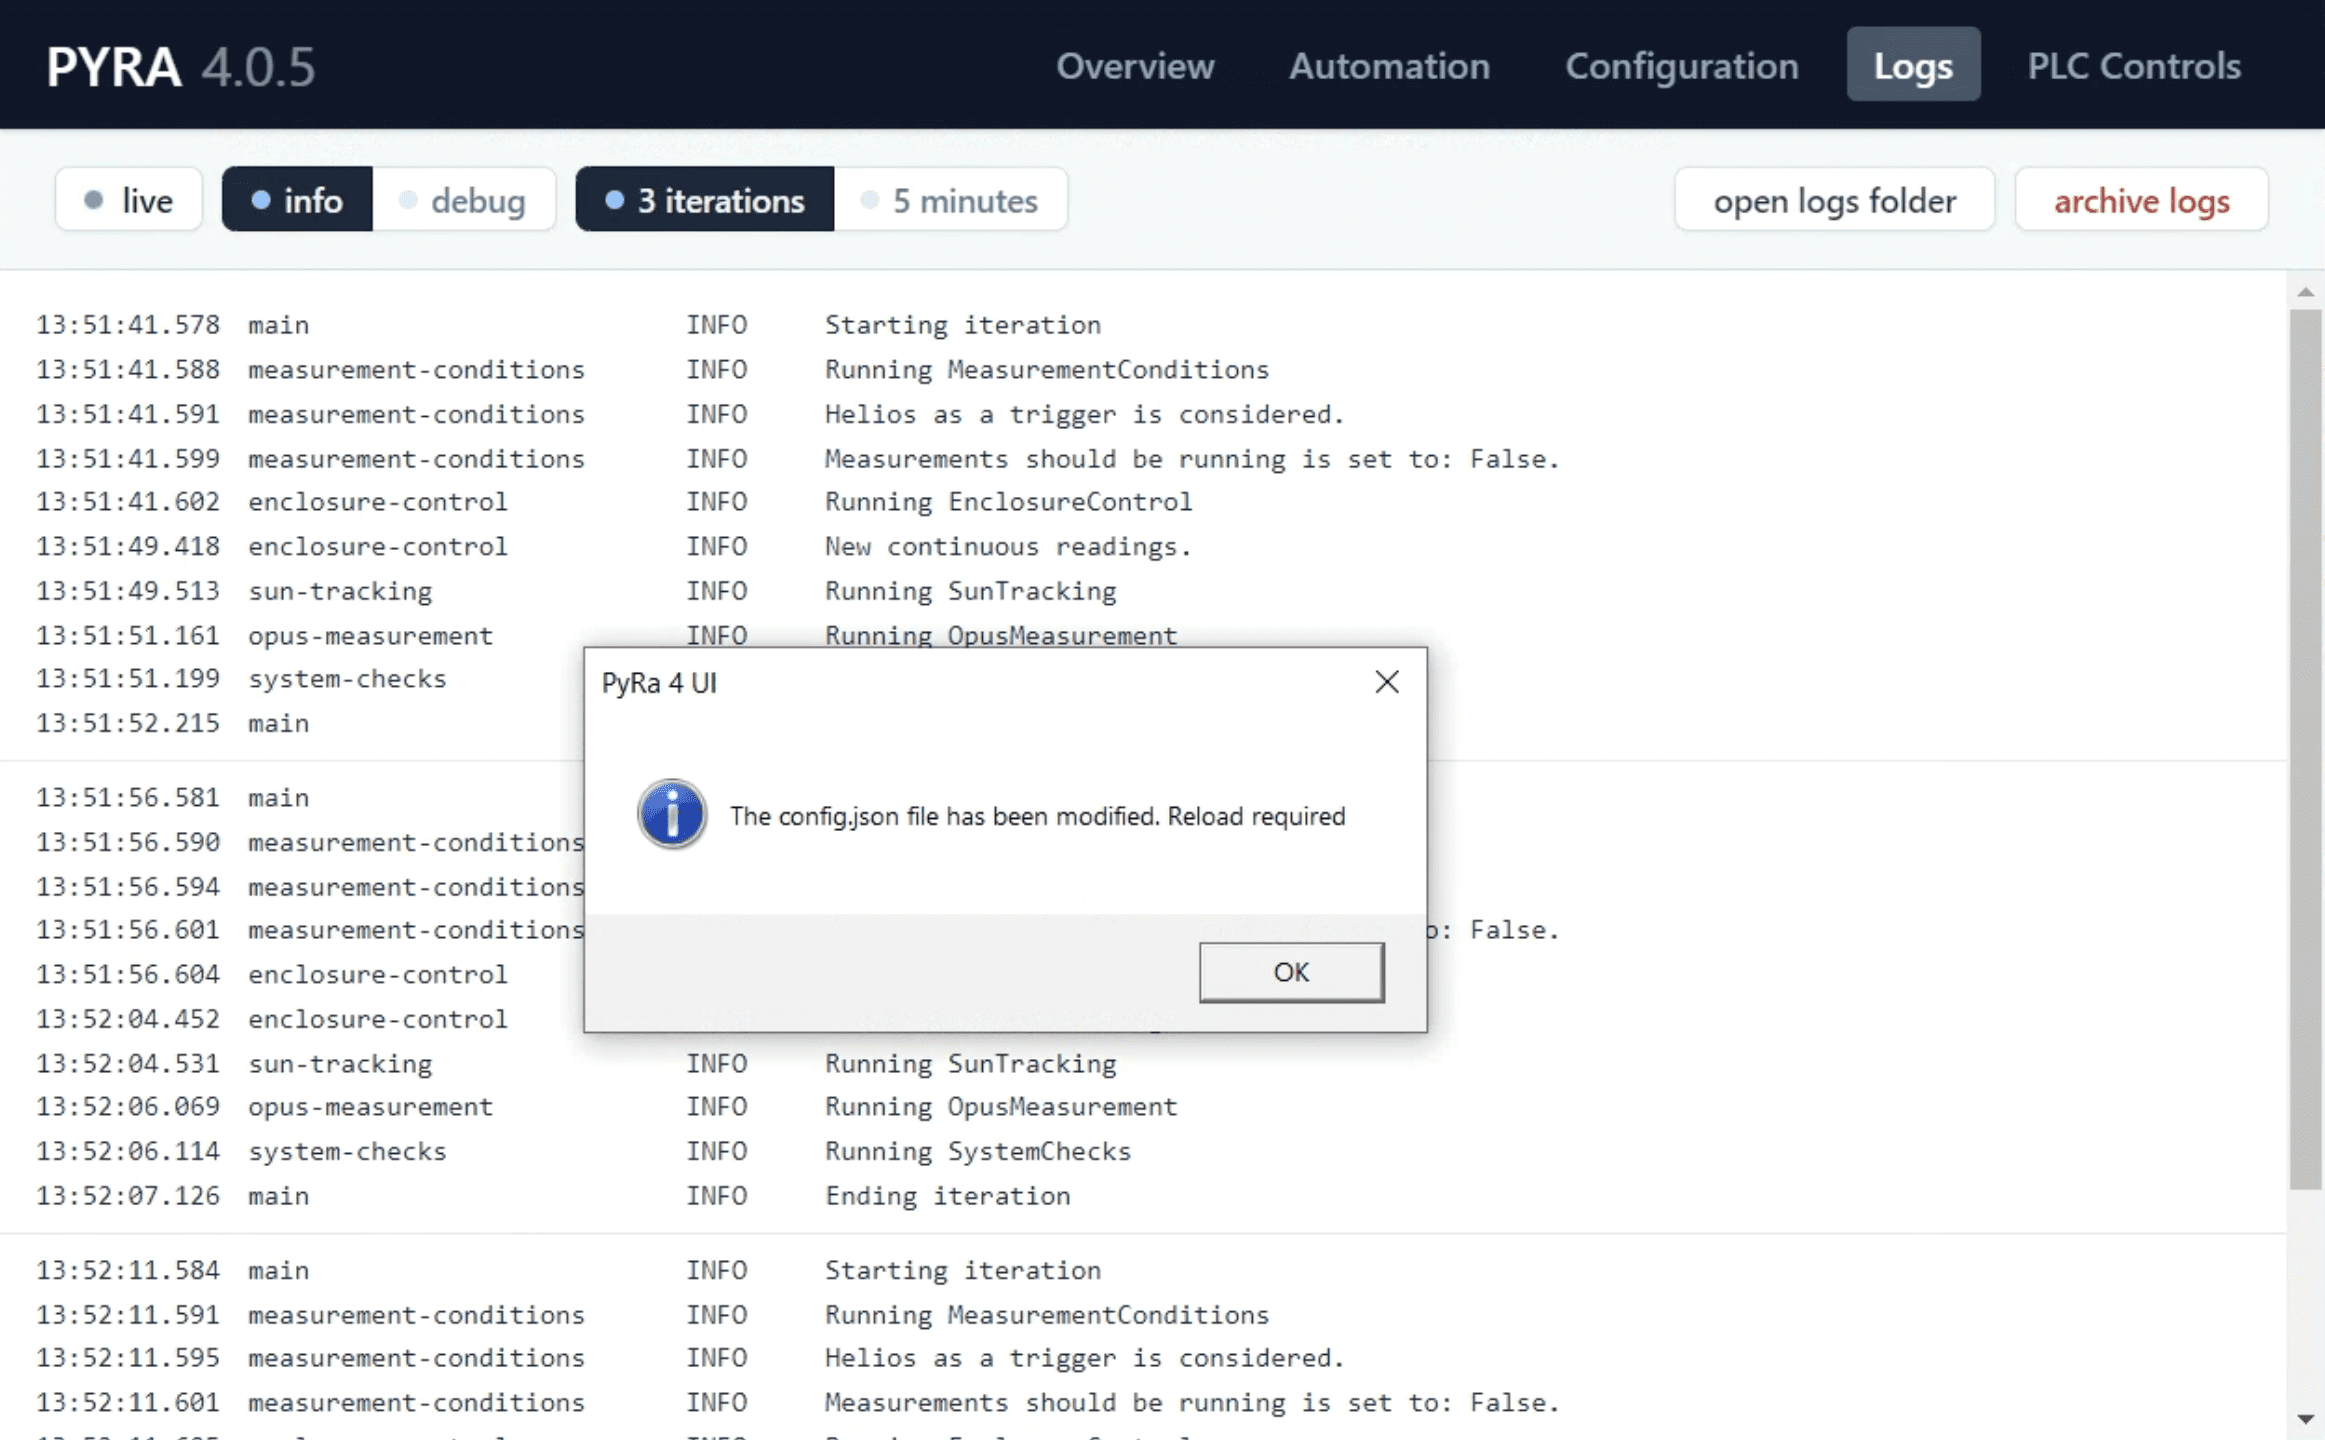 PYRA 4.0.5 Overview Automation Configuration Logs PLC Controls
live info debug 3 iterations 5 minutes open logs folder archive logs
13:51:41.578 main INFO Starting iteration
13:51:41.588 measurement-conditions INFO Running MeasurementConditions
13:51:41.591 measurement-conditions INFO Helios as a trigger is considered.
13:51:41.599 measurement-conditions INFO Measurements should be running is set to: False.
13:51:41.602 enclosure-control INFO Running EnclosureControl
13:51:49.418 enclosure-control INFO New continuous readings.
13:51:49.513 sun-tracking INFO Running SunTracking
13:51:51.161 opus-measurement INFO Running OpusMeasurement
13:51:51.199 system-checks
13:51:52.215 main
13:51:56.581 main
13:51:56.590 measurement-conditions
13:51:56.594 measurement-conditions
13:51:56.601 measurement-conditions o: False.
13:51:56.604 enclosure-control
13:52:04.452 enclosure-control
PyRa 4 UI
The config.json file has been modified. Reload required
OK
13:52:04.531 sun-tracking INFO Running SunTracking
13:52:06.069 opus-measurement INFO Running OpusMeasurement
13:52:06.114 system-checks INFO Running SystemChecks
13:52:07.126 main INFO Ending iteration
13:52:11.584 main INFO Starting iteration
13:52:11.591 measurement-conditions INFO Running MeasurementConditions
13:52:11.595 measurement-conditions INFO Helios as a trigger is considered.
13:52:11.601 measurement-conditions INFO Measurements should be running is set to: False.